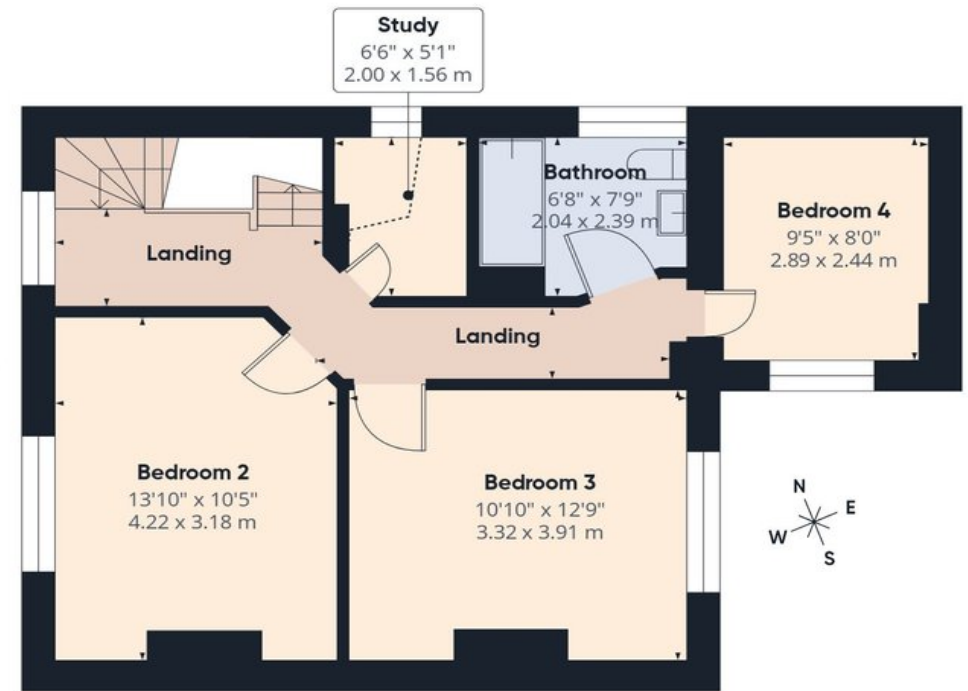 Study
6'6" x 5'1"
2.00 x 1.56 m
Bathroom
6'8" x 7'9"
2.04 x 2.39 m
Bedroom 4
9'5" x 8'0"
2.89 x 2.44 m
Landing
Landing
Bedroom 2
13'10" x 10'5"
4.22 x 3.18 m
Bedroom 3
10'10" x 12'9"
3.32 x 3.91 m
N
E
W
S